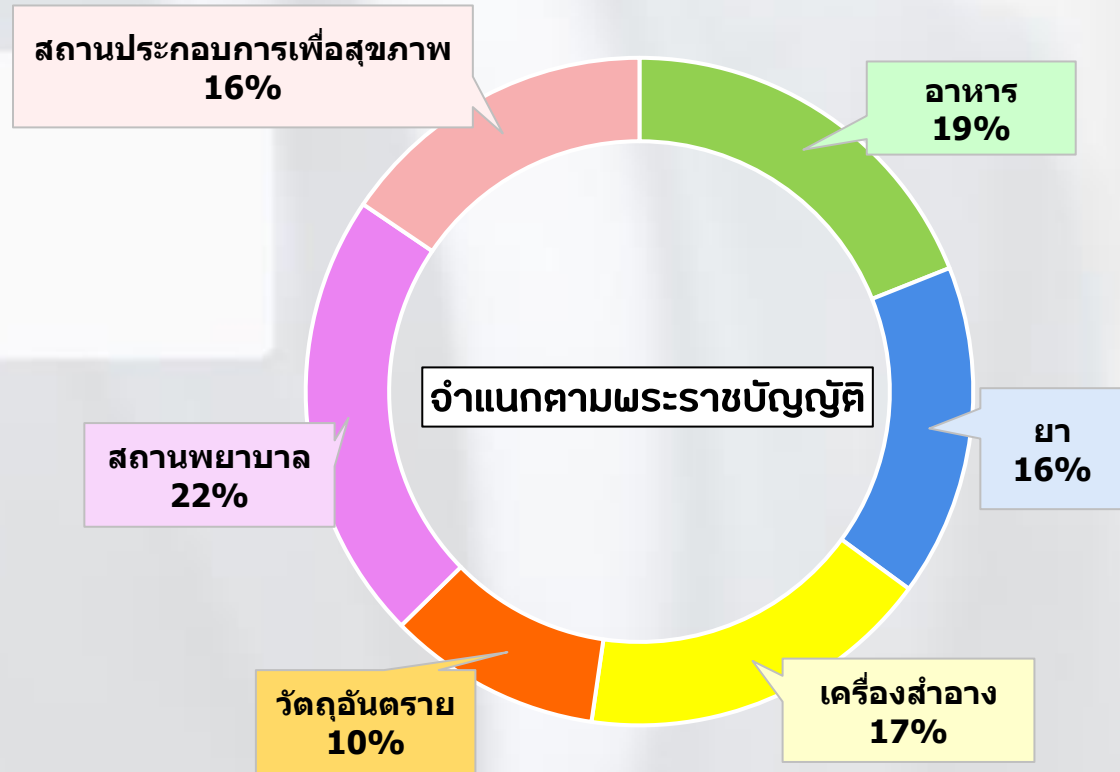 สถานประกอบการเพื่อสุขภาพ
16%
อาหาร
19%
จำแนกตามพระราชบัญญัติ
ยา
16%
สถานพยาบาล
22%
เครื่องสำอาง
17%
วัตถุอันตราย
10%